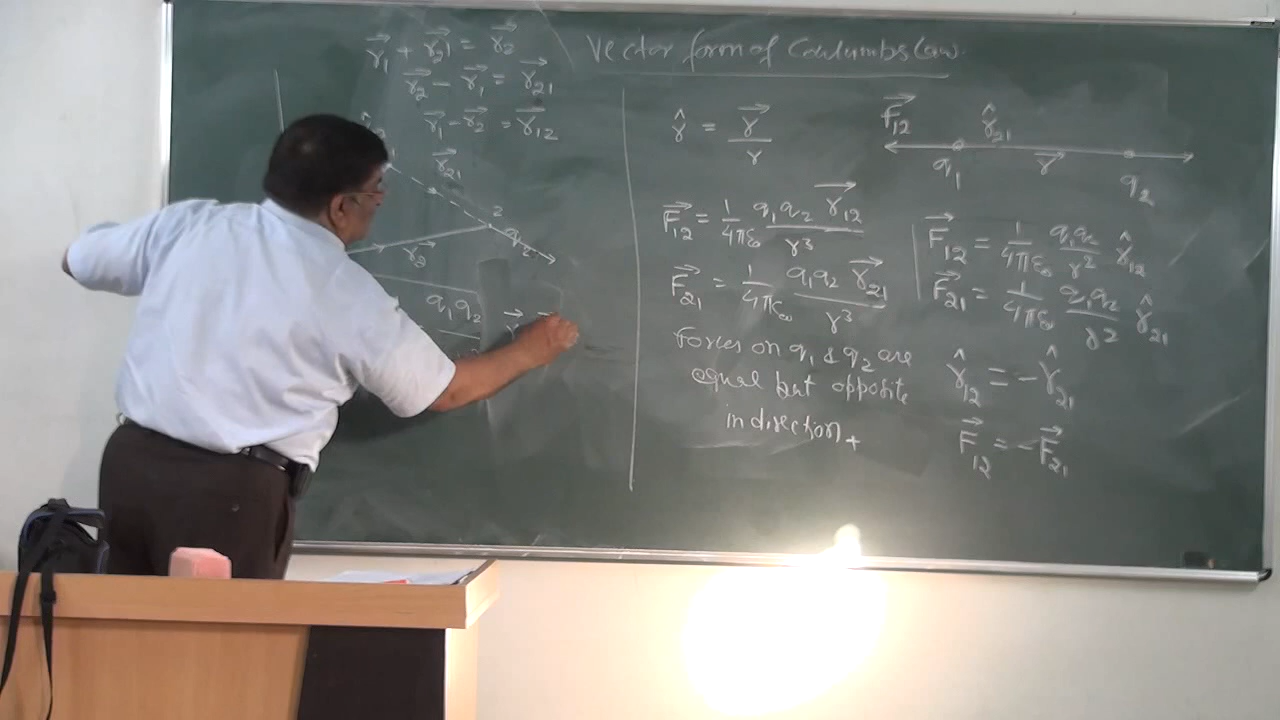 Vector form of Coulumbs Law.
r⃗₁ + r⃗₂₁ = r⃗₂
r⃗₂ - r⃗₁ = r⃗₂₁
r⃗₁ - r⃗₂ = r⃗₁₂
r⃗₂₁
2
q₂
r⃗₂
q₁q₂
r̂ = r⃗ / r
F⃗₁₂ = 1/4πε₀ q₁q₂ r⃗₁₂ / r³
F⃗₂₁ = 1/4πε₀ q₁q₂ r⃗₂₁ / r³
Forces on q₁ & q₂ are
equal but opposite
in direction
F⃗₁₂ r̂₂₁
q₁ r⃗ q₂
F⃗₁₂ = 1/4πε₀ q₁q₂ / r² r̂₁₂
F⃗₂₁ = 1/4πε₀ q₁q₂ / r² r̂₂₁
r̂₁₂ = - r̂₂₁
F⃗₁₂ = - F⃗₂₁